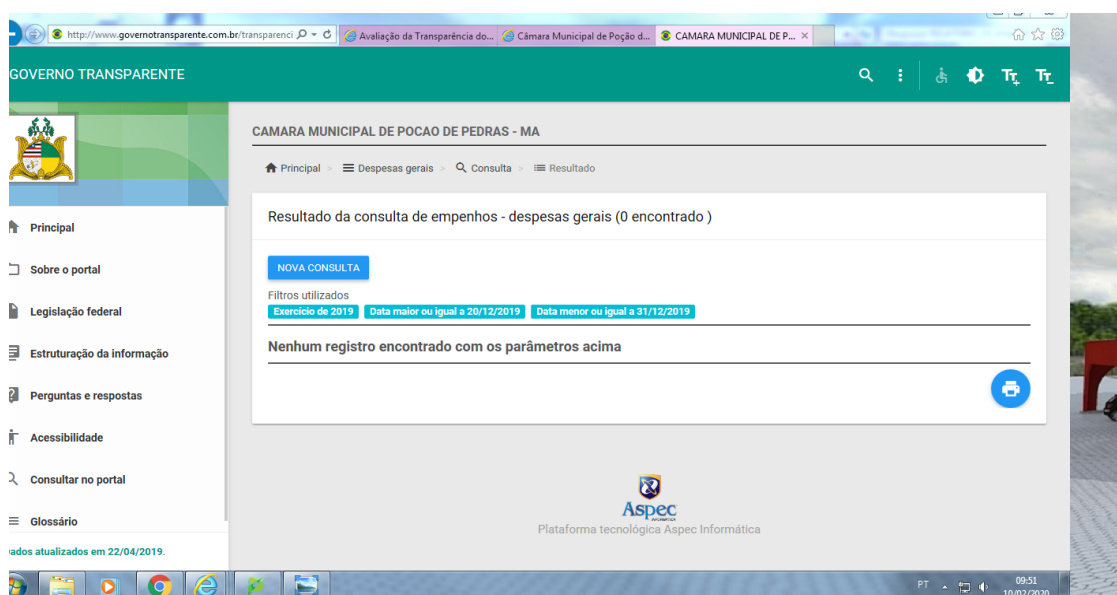 http://www.governotransparente.com.br/transparenci
Avaliação da Transparência do...
Câmara Municipal de Poção d...
CAMARA MUNICIPAL DE P...
GOVERNO TRANSPARENTE
CAMARA MUNICIPAL DE POCAO DE PEDRAS - MA
Principal > Despesas gerais > Consulta > Resultado
Resultado da consulta de empenhos - despesas gerais (0 encontrado )
NOVA CONSULTA
Filtros utilizados
Exercício de 2019 Data maior ou igual a 20/12/2019 Data menor ou igual a 31/12/2019
Nenhum registro encontrado com os parâmetros acima
Principal
Sobre o portal
Legislação federal
Estruturação da informação
Perguntas e respostas
Acessibilidade
Consultar no portal
Glossário
ados atualizados em 22/04/2019.
Aspec
Plataforma tecnológica Aspec Informática
PT
09:51
10/02/2020